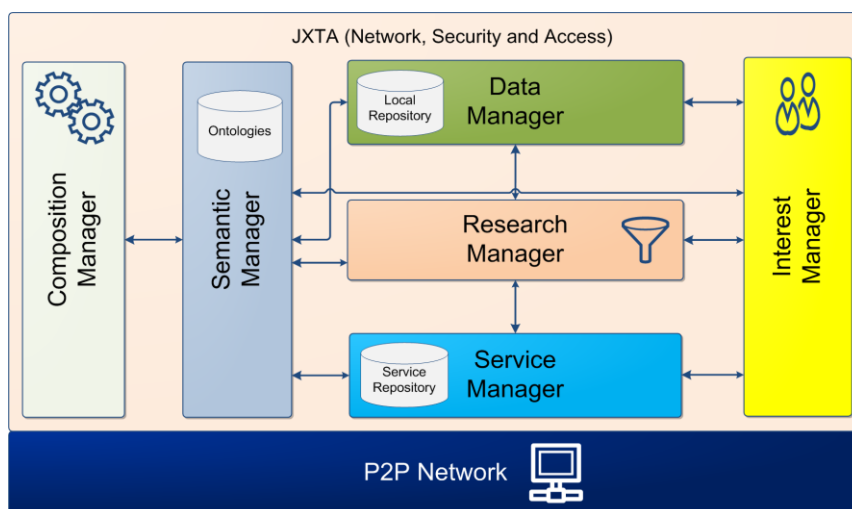 JXTA (Network, Security and Access)
Composition
Manager
Ontologies
Semantic
Manager
Local
Repository
Data
Manager
Research
Manager
Service
Repository
Service
Manager
Interest
Manager
P2P Network